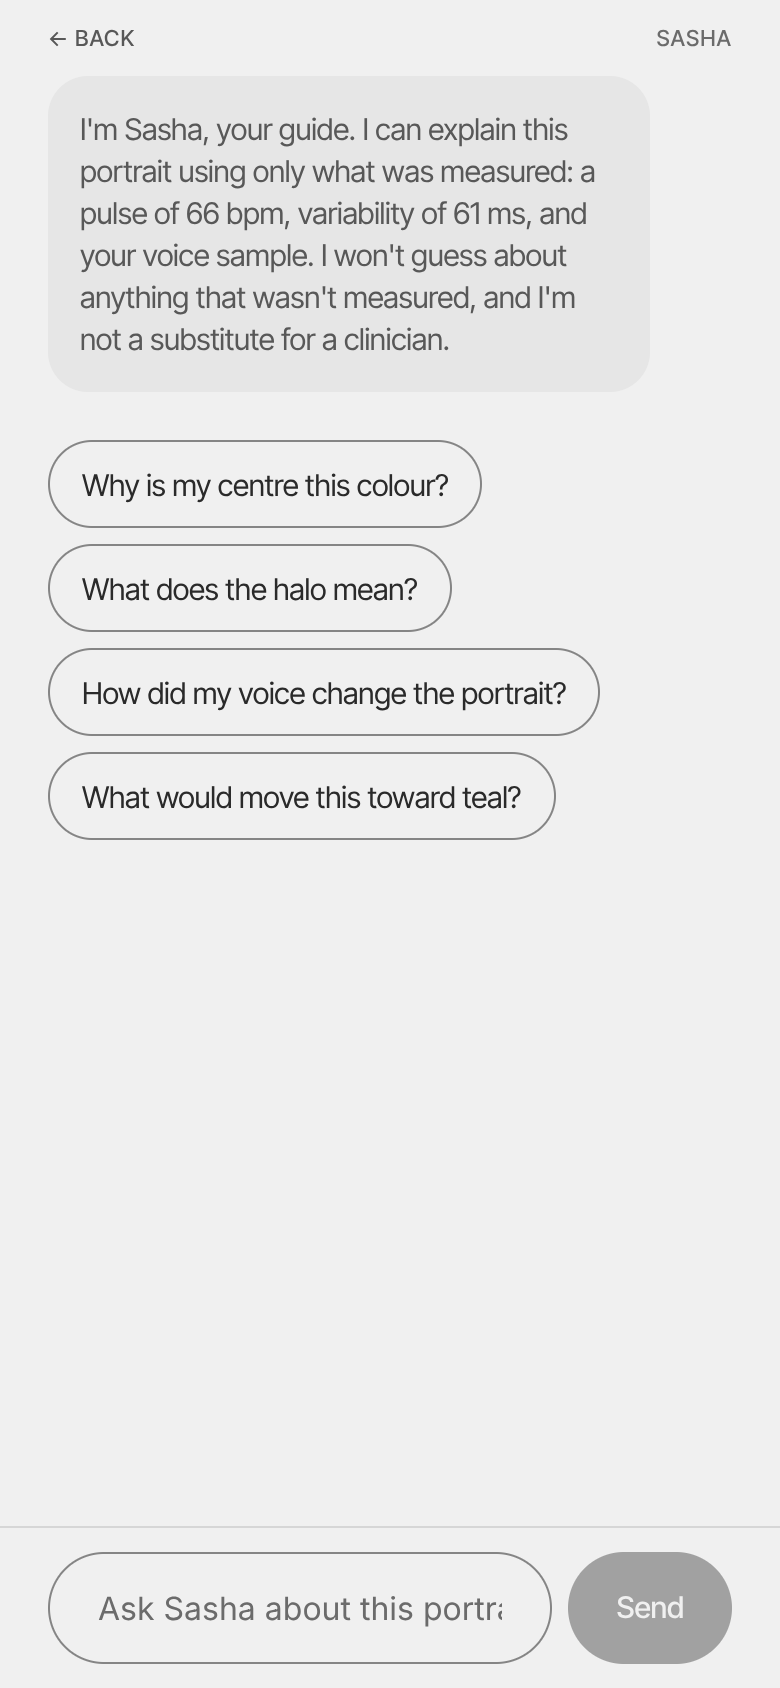 ← BACK
SASHA
I'm Sasha, your guide. I can explain this
portrait using only what was measured: a
pulse of 66 bpm, variability of 61 ms, and
your voice sample. I won't guess about
anything that wasn't measured, and I'm
not a substitute for a clinician.
Why is my centre this colour?
What does the halo mean?
How did my voice change the portrait?
What would move this toward teal?
Ask Sasha about this portra
Send